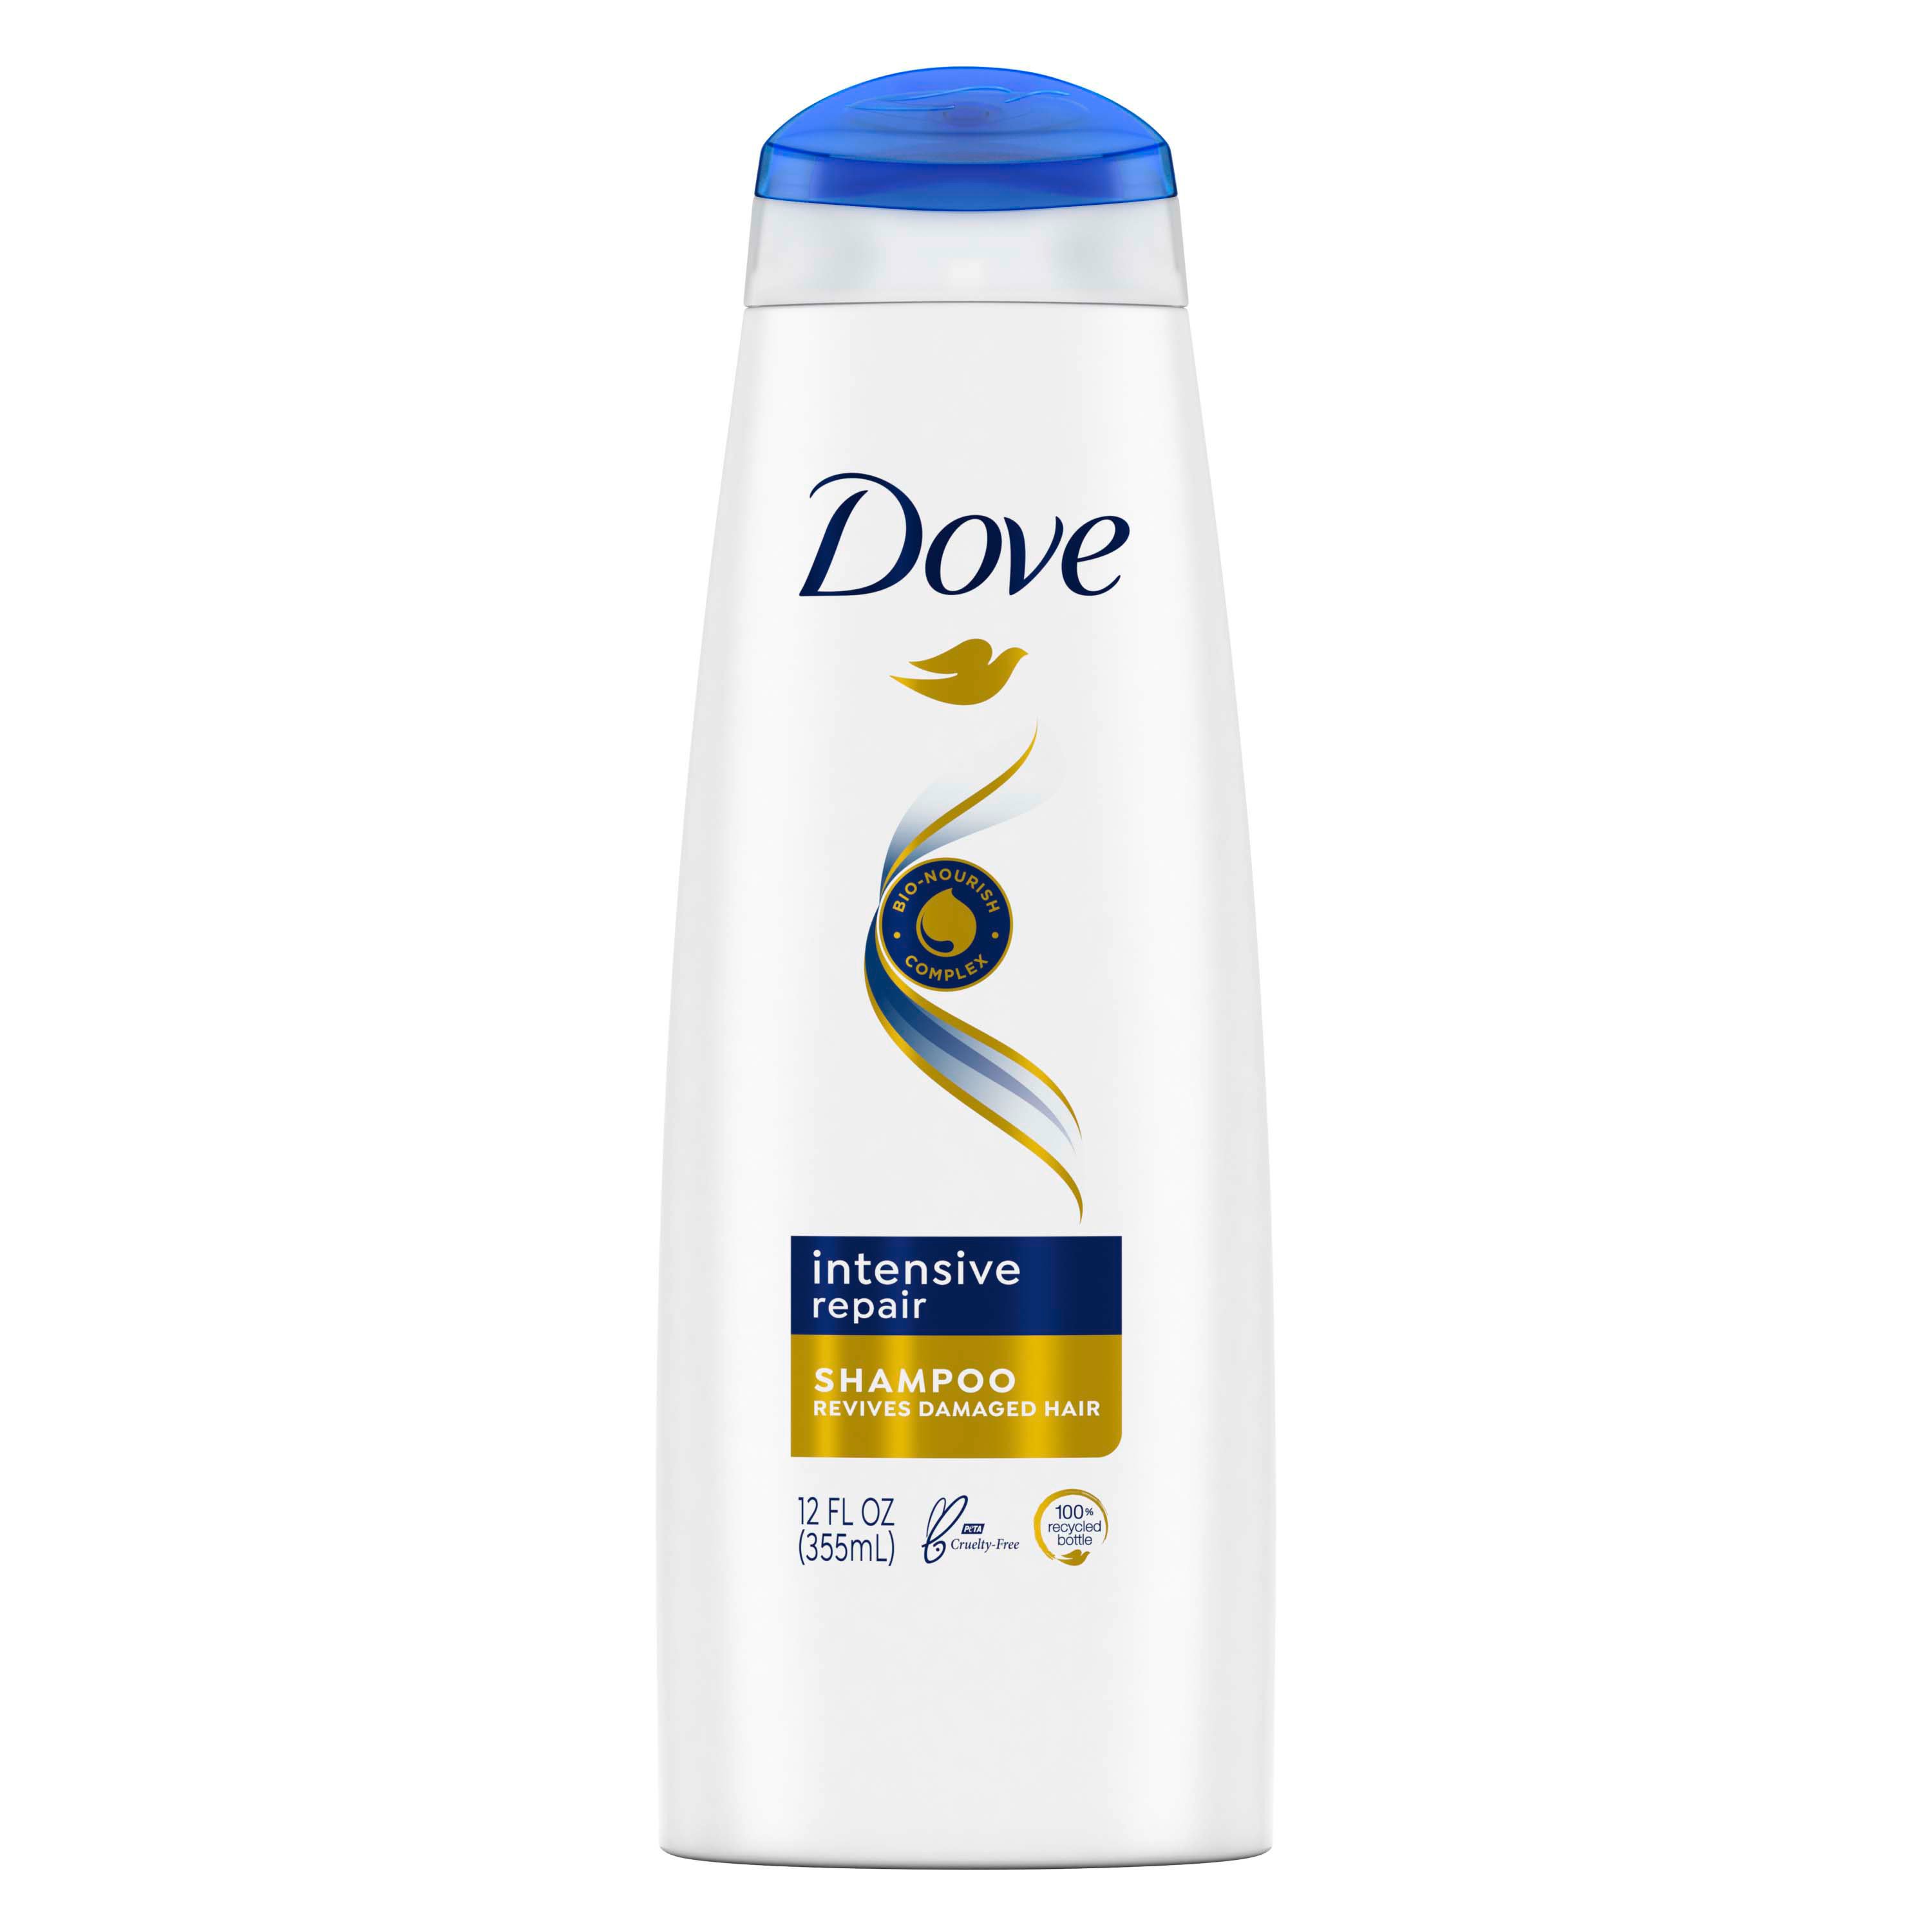 Dove
BIO-NOURISH
COMPLEX
intensive
repair
SHAMPOO
REVIVES DAMAGED HAIR
12 FL OZ
(355mL)
PETA
Cruelty-Free
100%
recycled
bottle